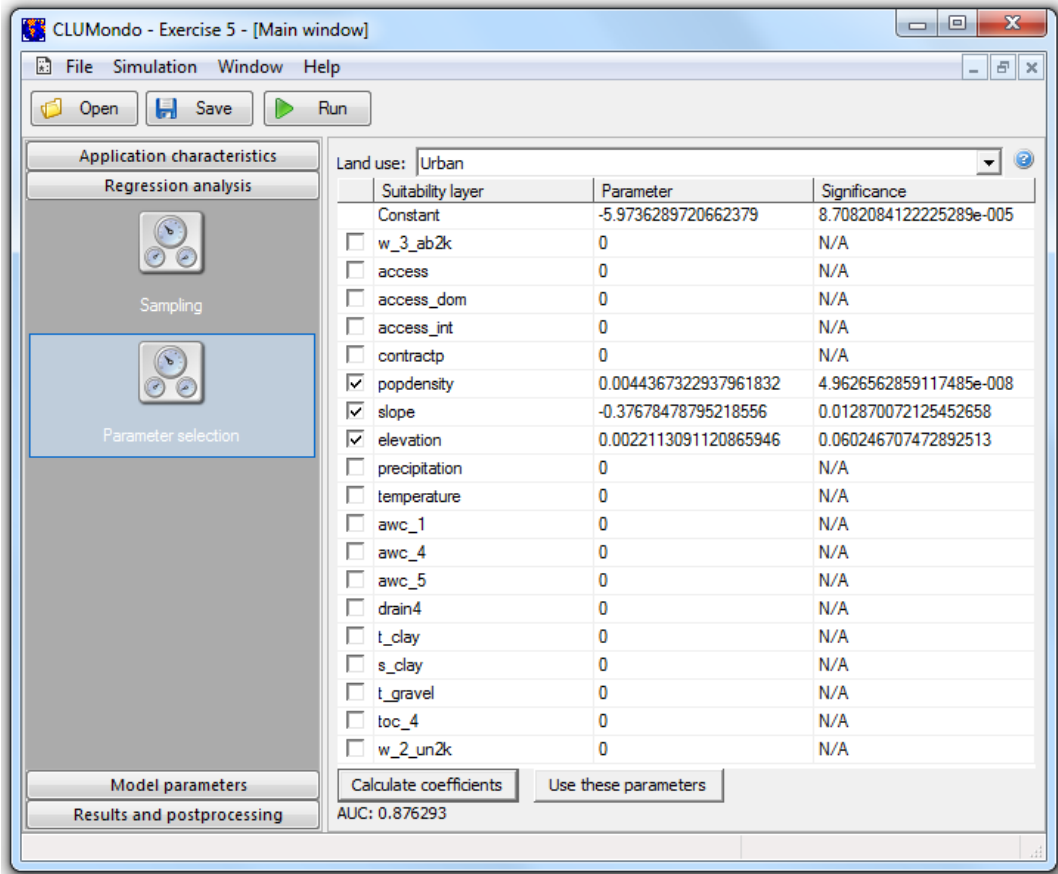 CLUMondo - Exercise 5 - [Main window]
File Simulation Window Help
Open Save Run
Application characteristics
Regression analysis
Sampling
Parameter selection
Model parameters
Results and postprocessing
Land use: Urban
Suitability layer Parameter Significance
Constant -5.9736289720662379 8.7082084122225289e-005
w_3_ab2k 0 N/A
access 0 N/A
access_dom 0 N/A
access_int 0 N/A
contractp 0 N/A
popdensity 0.0044367322937961832 4.9626562859117485e-008
slope -0.37678478795218556 0.012870072125452658
elevation 0.0022113091120865946 0.060246707472892513
precipitation 0 N/A
temperature 0 N/A
awc_1 0 N/A
awc_4 0 N/A
awc_5 0 N/A
drain4 0 N/A
t_clay 0 N/A
s_clay 0 N/A
t_gravel 0 N/A
toc_4 0 N/A
w_2_un2k 0 N/A
Calculate coefficients Use these parameters
AUC: 0.876293